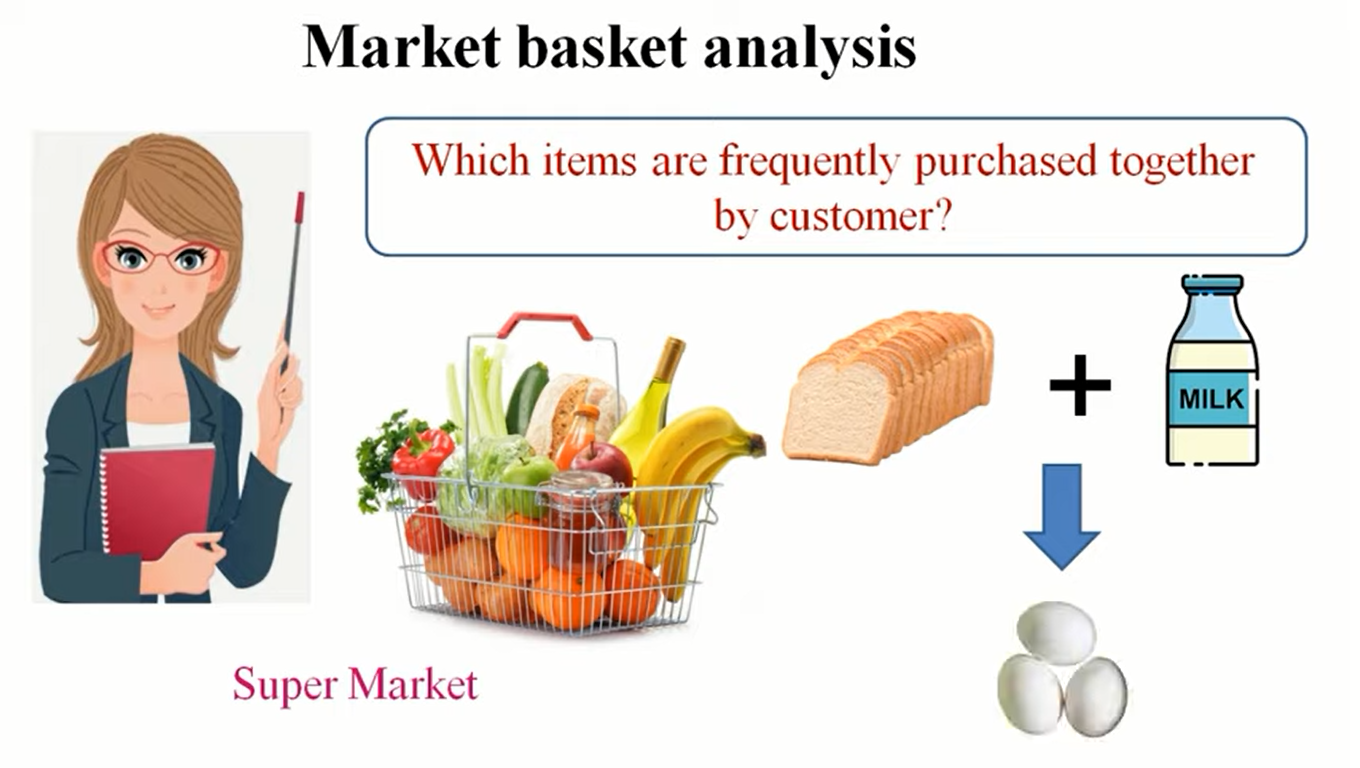 Market basket analysis
Which items are frequently purchased together
by customer?
MILK
Super Market